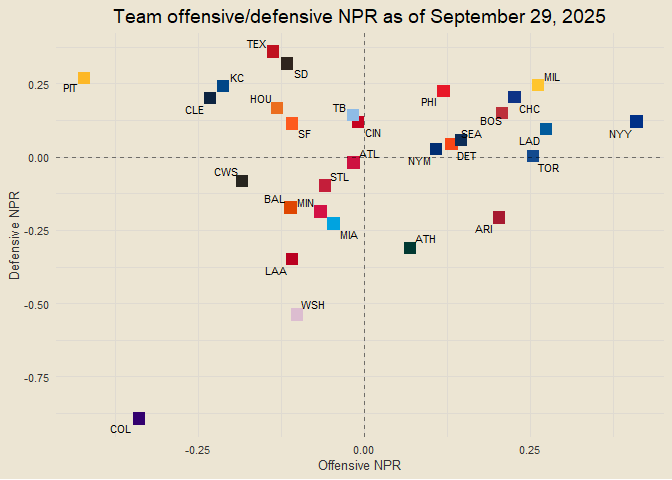 Team offensive/defensive NPR as of September 29, 2025
TEX
SD
PIT
KC
CLE
HOU
SF
TB
CIN
PHI
MIL
CHC
BOS
SEA
LAD
NYY
NYM
DET
TOR
ATL
CWS
STL
BAL
MIN
MIA
ARI
ATH
LAA
WSH
COL
0.25
0.00
-0.25
-0.50
-0.75
Defensive NPR
-0.25
0.00
0.25
Offensive NPR